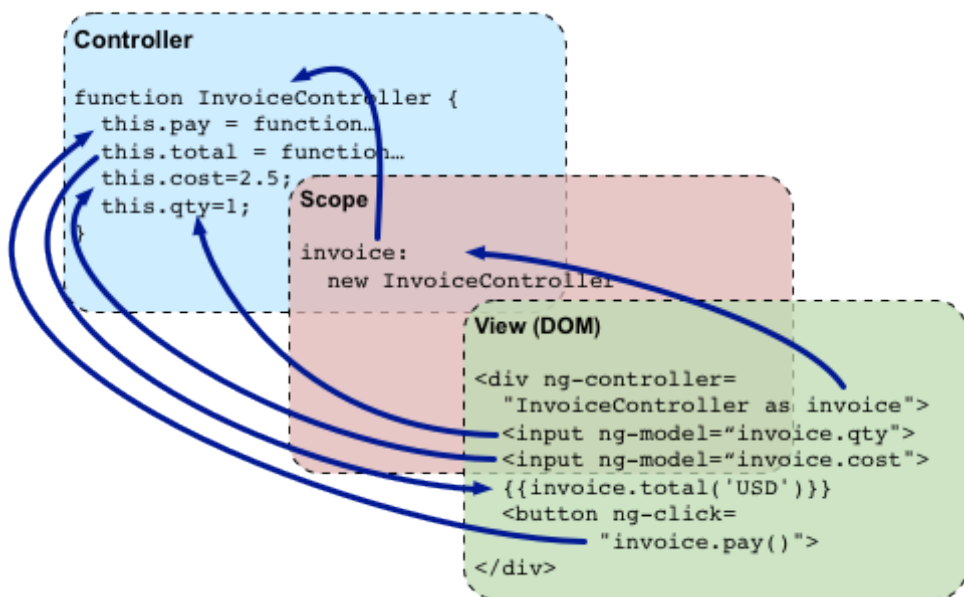 Controller
function InvoiceController {
this.pay = function…
this.total = function…
this.cost=2.5;
this.qty=1;
}
Scope
invoice:
new InvoiceController
View (DOM)
<div ng-controller=
"InvoiceController as invoice">
<input ng-model=“invoice.qty">
<input ng-model=“invoice.cost">
{{invoice.total('USD')}}
<button ng-click=
"invoice.pay()">
</div>